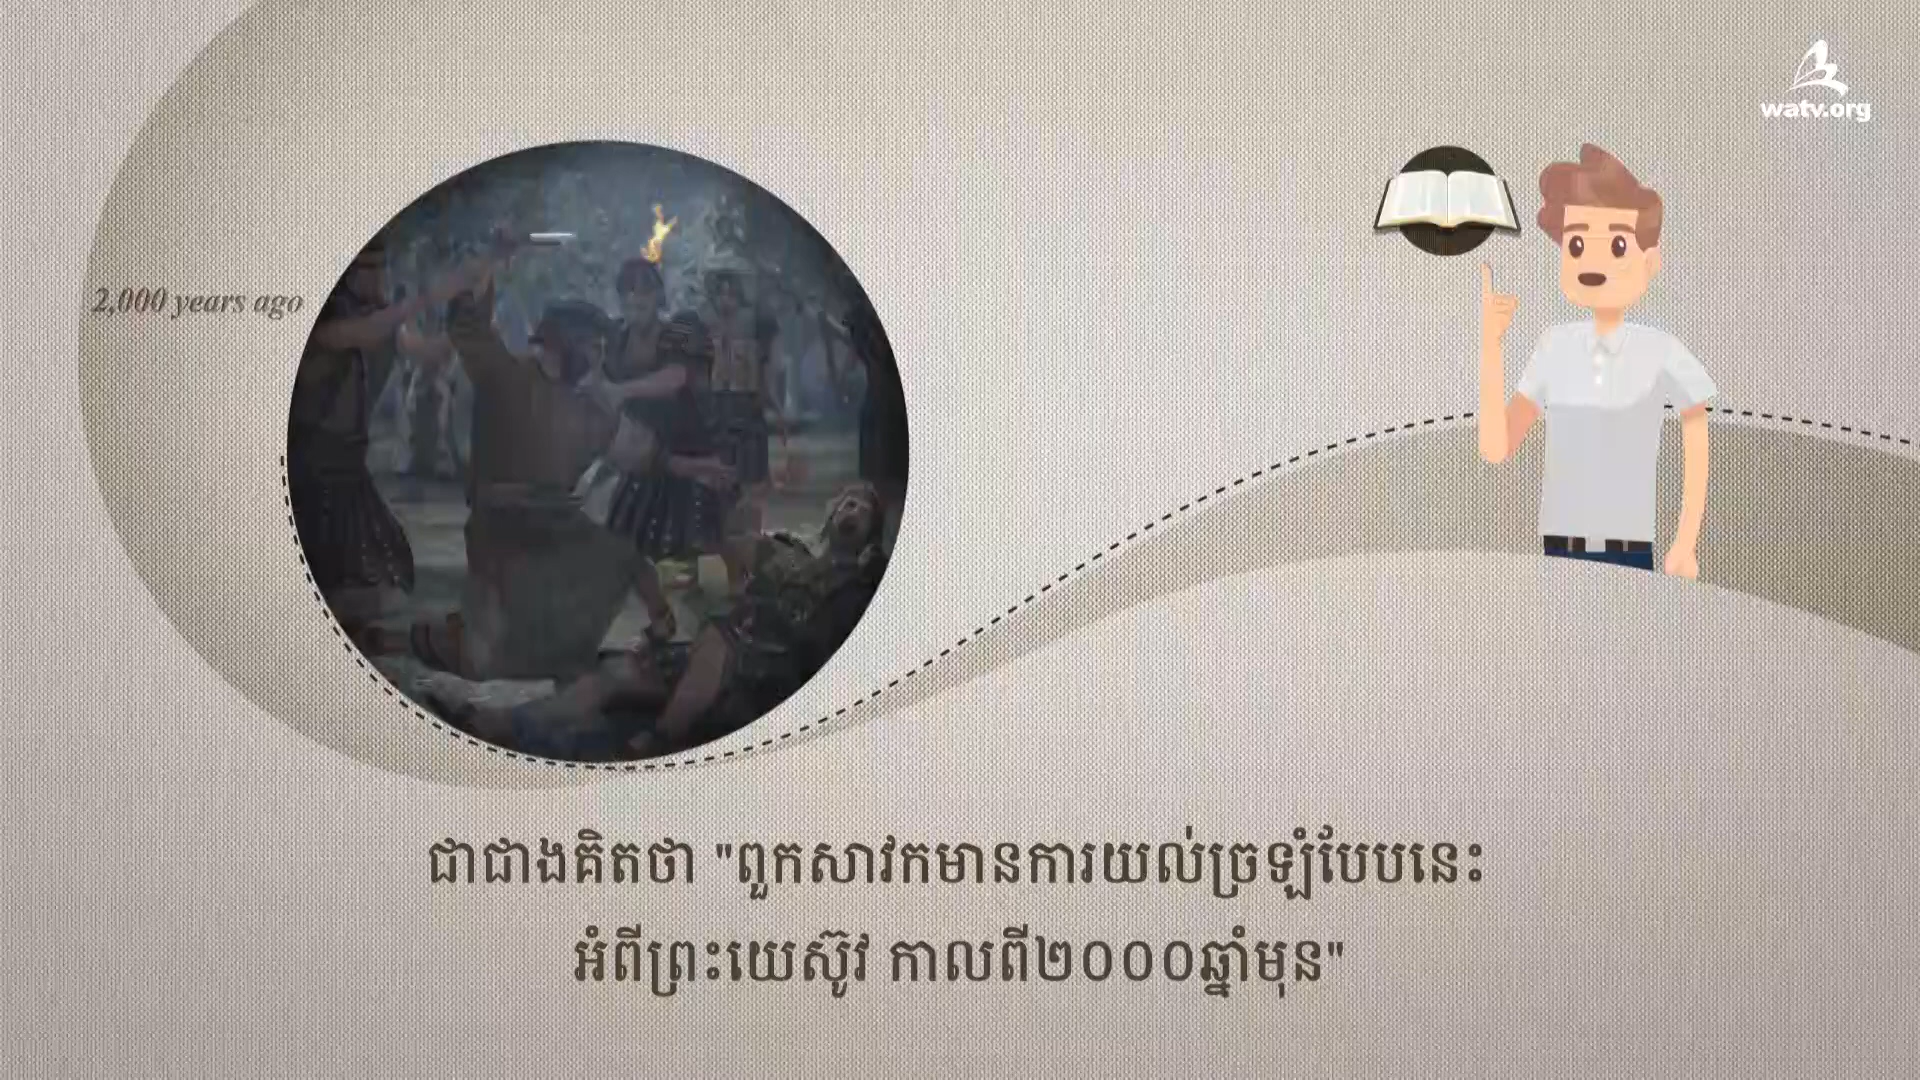 watv.org
2,000 years ago
ជាជាងគិតថា "ពួកសាវកមានការយល់ច្រឡំបែបនេះ
អំពីព្រះយេស៊ូវ កាលពី២០០០ឆ្នាំមុន"